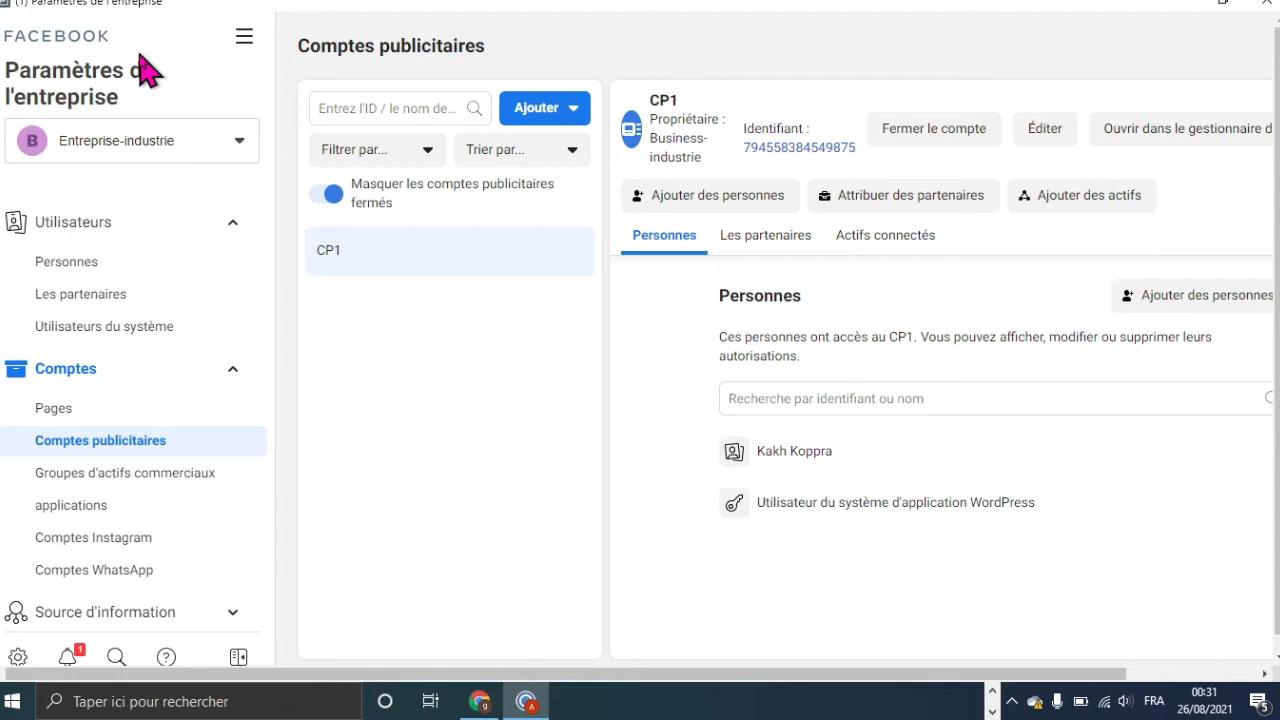 (1) Paramètres de l'entreprise
FACEBOOK
Paramètres d
l'entreprise
B
Entreprise-industrie
Utilisateurs
Personnes
Les partenaires
Utilisateurs du système
Comptes
Pages
Comptes publicitaires
Groupes d'actifs commerciaux
applications
Comptes Instagram
Comptes WhatsApp
Source d'information
1
Comptes publicitaires
Entrez l'ID / le nom de...
Ajouter
Filtrer par...
Trier par...
Masquer les comptes publicitaires
fermés
CP1
CP1
Propriétaire :
Business-
industrie
Identifiant :
794558384549875
Fermer le compte
Éditer
Ouvrir dans le gestionnaire d
Ajouter des personnes
Attribuer des partenaires
Ajouter des actifs
Personnes
Les partenaires
Actifs connectés
Personnes
Ajouter des personnes
Ces personnes ont accès au CP1. Vous pouvez afficher, modifier ou supprimer leurs
autorisations.
Recherche par identifiant ou nom
Kakh Koppra
Utilisateur du système d'application WordPress
Taper ici pour rechercher
g
A
FRA
00:31
26/08/2021
5